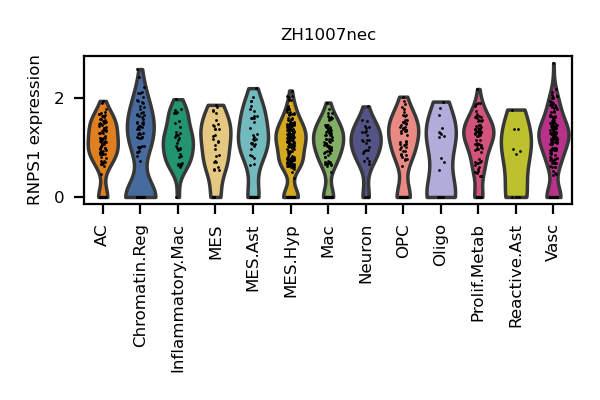 ZH1007nec
RNPS1 expression
2
0
AC
Chromatin.Reg
Inflammatory.Mac
MES
MES.Ast
MES.Hyp
Mac
Neuron
OPC
Oligo
Prolif.Metab
Reactive.Ast
Vasc